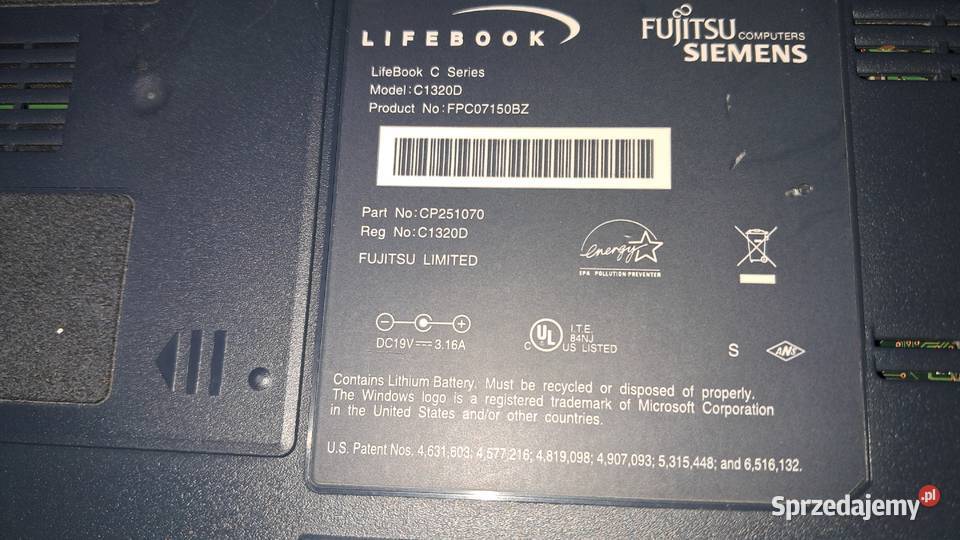 LIFEBOOK
FUJITSU COMPUTERS
SIEMENS
LifeBook C Series
Model:C1320D
Product No:FPC07150BZ
Part No:CP251070
Reg No:C1320D
FUJITSU LIMITED
energy
EPA POLLUTION PREVENTER
DC19V 3.16A
C UL US LISTED
I.T.E.
84NJ
S
ANS
Contains Lithium Battery. Must be recycled or disposed of properly.
The Windows logo is a registered trademark of Microsoft Corporation
in the United States and/or other countries.
U.S. Patent Nos. 4,631,603; 4,577,216; 4,819,098; 4,907,093; 5,315,448; and 6,516,132.
Sprzedajemy.pl